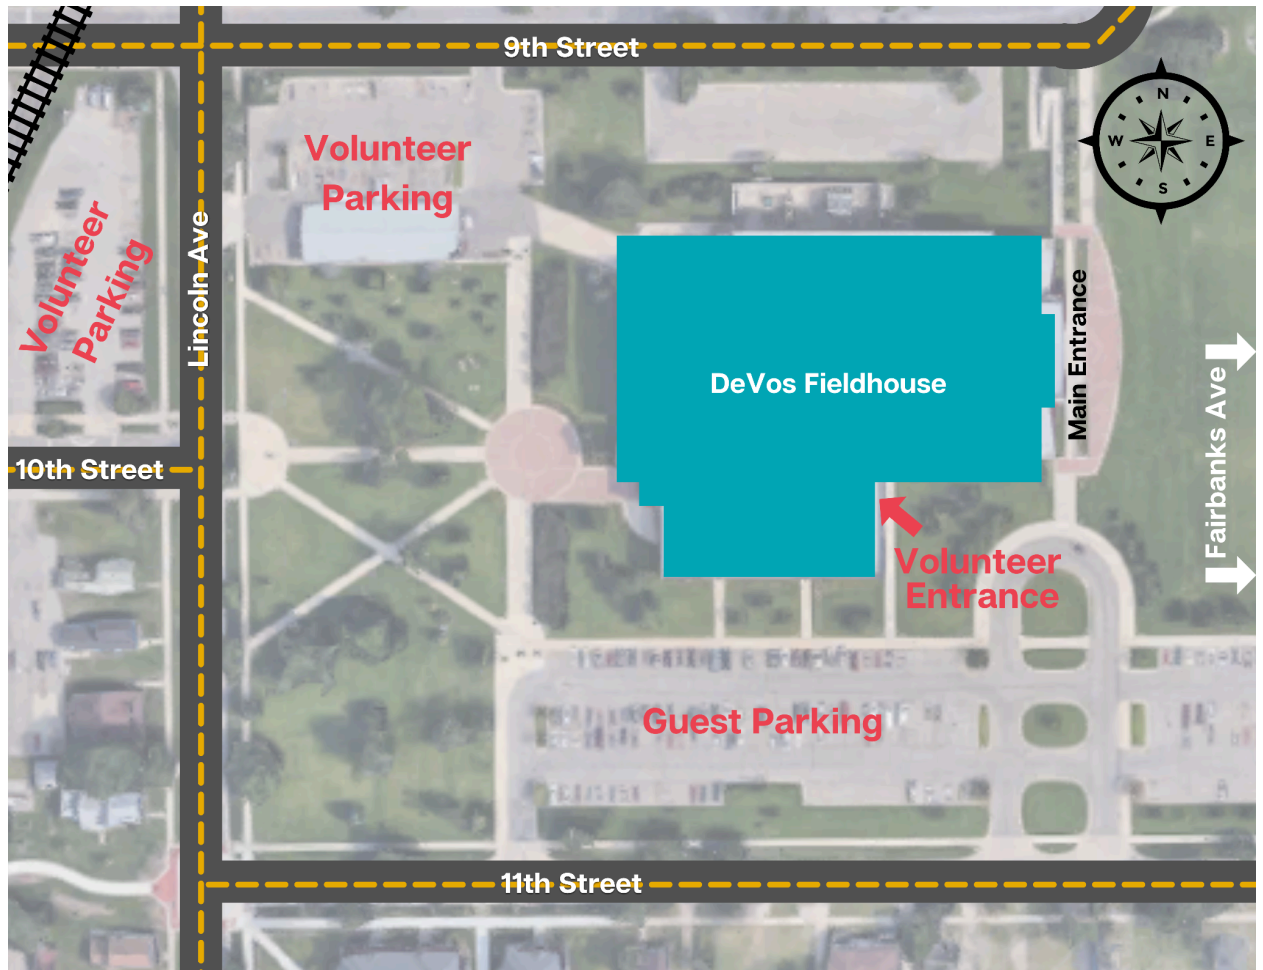 9th Street
N
W E
S
Volunteer
Parking
Volunteer
Parking
Lincoln Ave
Main Entrance
DeVos Fieldhouse
Fairbanks Ave
10th Street
Volunteer
Entrance
Guest Parking
11th Street